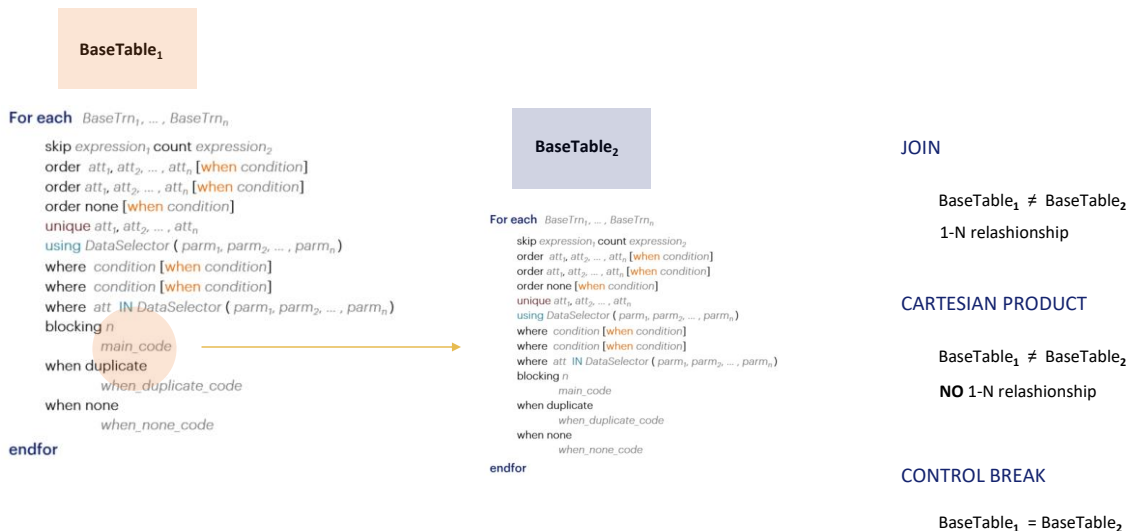 BaseTable₁
For each BaseTrn₁, ... , BaseTrnₙ
skip expression₁ count expression₂
order att₁, att₂, ... , attₙ [when condition]
order att₁, att₂, ... , attₙ [when condition]
order none [when condition]
unique att₁, att₂, ... , attₙ
using DataSelector ( parm₁, parm₂, ... , parmₙ)
where condition [when condition]
where condition [when condition]
where att IN DataSelector ( parm₁, parm₂, ... , parmₙ)
blocking n
main_code
when duplicate
when_duplicate_code
when none
when_none_code
endfor
BaseTable₂
For each BaseTrn₁, ... , BaseTrnₙ
skip expression₁ count expression₂
order att₁, att₂, ... , attₙ [when condition]
order att₁, att₂, ... , attₙ [when condition]
order none [when condition]
unique att₁, att₂, ... , attₙ
using DataSelector ( parm₁, parm₂, ... , parmₙ)
where condition [when condition]
where condition [when condition]
where att IN DataSelector ( parm₁, parm₂, ... , parmₙ)
blocking n
main_code
when duplicate
when_duplicate_code
when none
when_none_code
endfor
JOIN
BaseTable₁ ≠ BaseTable₂
1-N relashionship
CARTESIAN PRODUCT
BaseTable₁ ≠ BaseTable₂
NO 1-N relashionship
CONTROL BREAK
BaseTable₁ = BaseTable₂